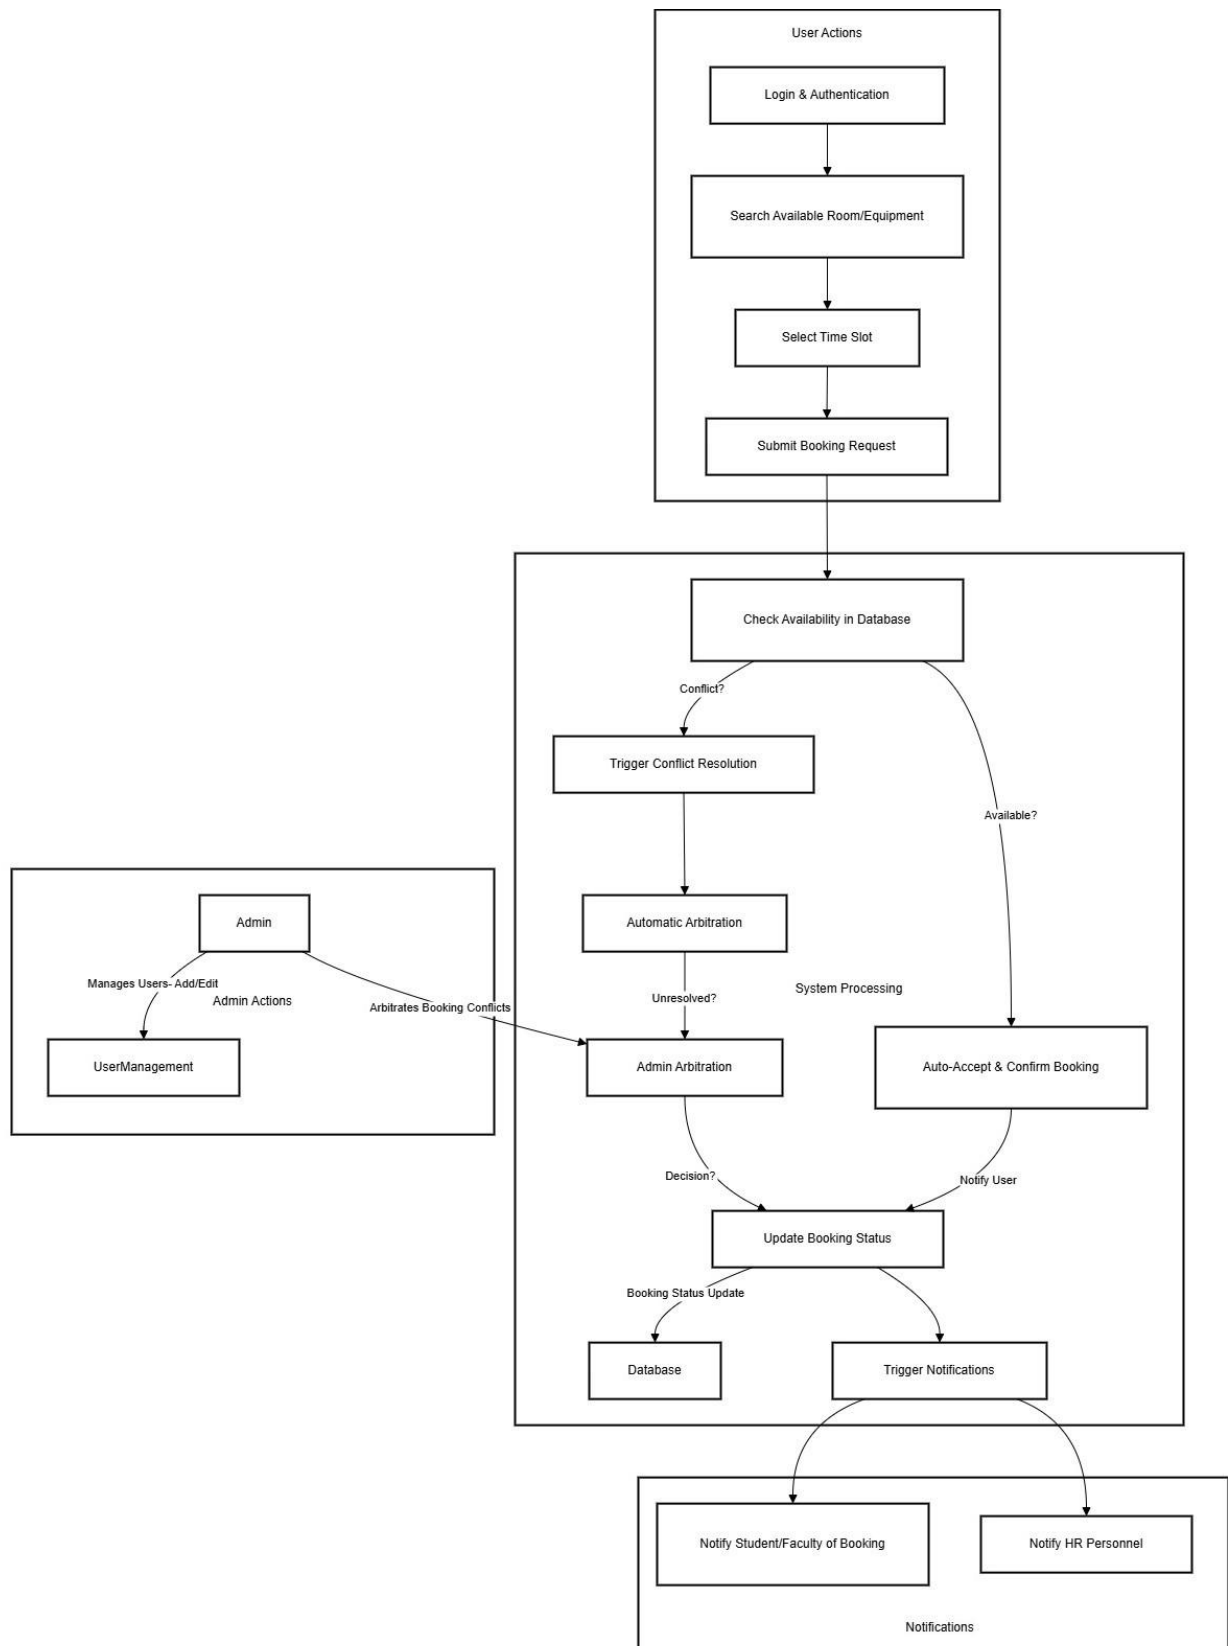 User Actions
Login & Authentication
Search Available Room/Equipment
Select Time Slot
Submit Booking Request
Check Availability in Database
Conflict?
Trigger Conflict Resolution
Available?
Automatic Arbitration
Admin
Manages Users- Add/Edit
Admin Actions
Arbitrates Booking Conflicts
Unresolved?
System Processing
UserManagement
Admin Arbitration
Auto-Accept & Confirm Booking
Decision?
Notify User
Update Booking Status
Booking Status Update
Database
Trigger Notifications
Notify Student/Faculty of Booking
Notify HR Personnel
Notifications